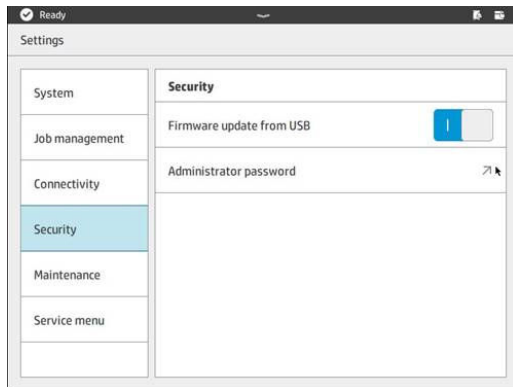 Ready
Settings
System
Job management
Connectivity
Security
Maintenance
Service menu
Security
Firmware update from USB
Administrator password